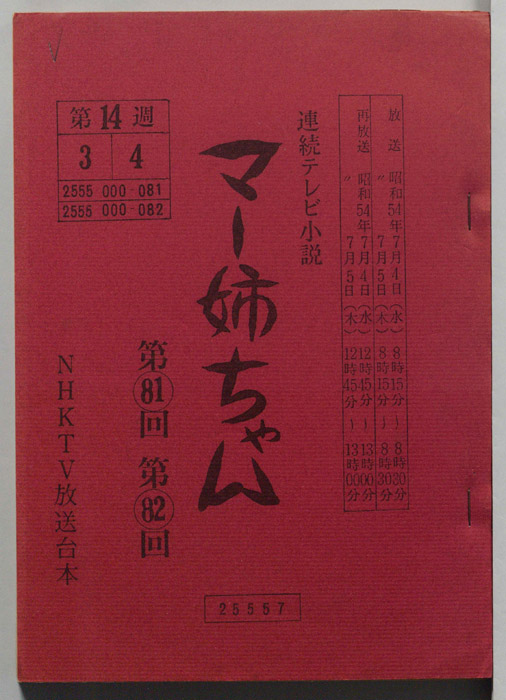 放送 昭和54年7月4日(水) 8時15分〜8時30分
〃 7月5日(木) 8時15分〜8時30分
再放送 昭和54年7月4日(水) 12時45分〜13時00分
〃 7月5日(木) 12時45分〜13時00分
連続テレビ小説
マー姉ちゃん
第81回 第82回
第14週
3 4
2555 000-081
2555 000-082
NHKTV放送台本
25557